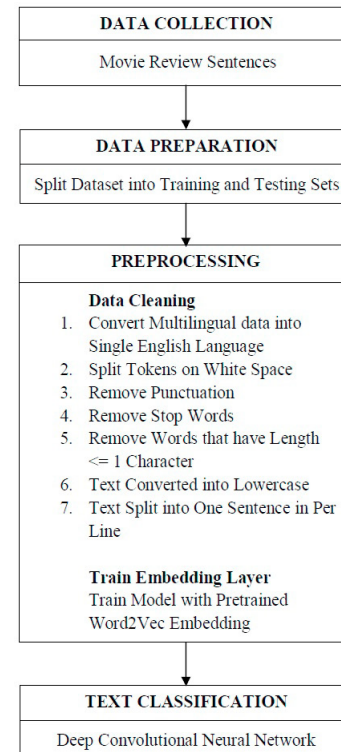 DATA COLLECTION
Movie Review Sentences
DATA PREPARATION
Split Dataset into Training and Testing Sets
PREPROCESSING
Data Cleaning
1. Convert Multilingual data into
Single English Language
2. Split Tokens on White Space
3. Remove Punctuation
4. Remove Stop Words
5. Remove Words that have Length
<= 1 Character
6. Text Converted into Lowercase
7. Text Split into One Sentence in Per
Line
Train Embedding Layer
Train Model with Pretrained
Word2Vec Embedding
TEXT CLASSIFICATION
Deep Convolutional Neural Network